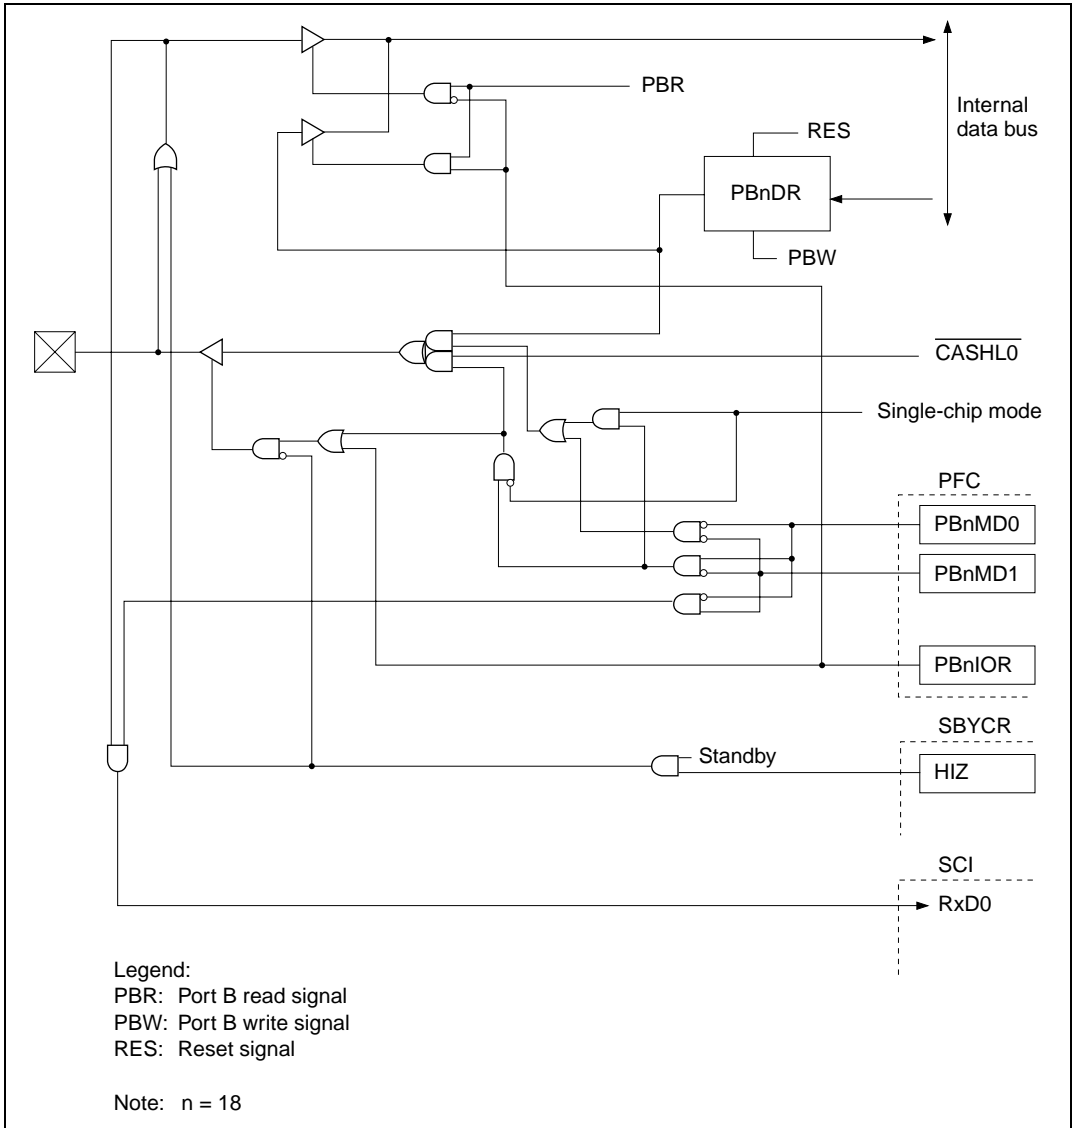 PBR
Internal
data bus
RES
PBnDR
PBW
CASHL0
Single-chip mode
PFC
PBnMD0
PBnMD1
PBnIOR
SBYCR
Standby
HIZ
SCI
RxD0
Legend:
PBR: Port B read signal
PBW: Port B write signal
RES: Reset signal
Note: n = 18